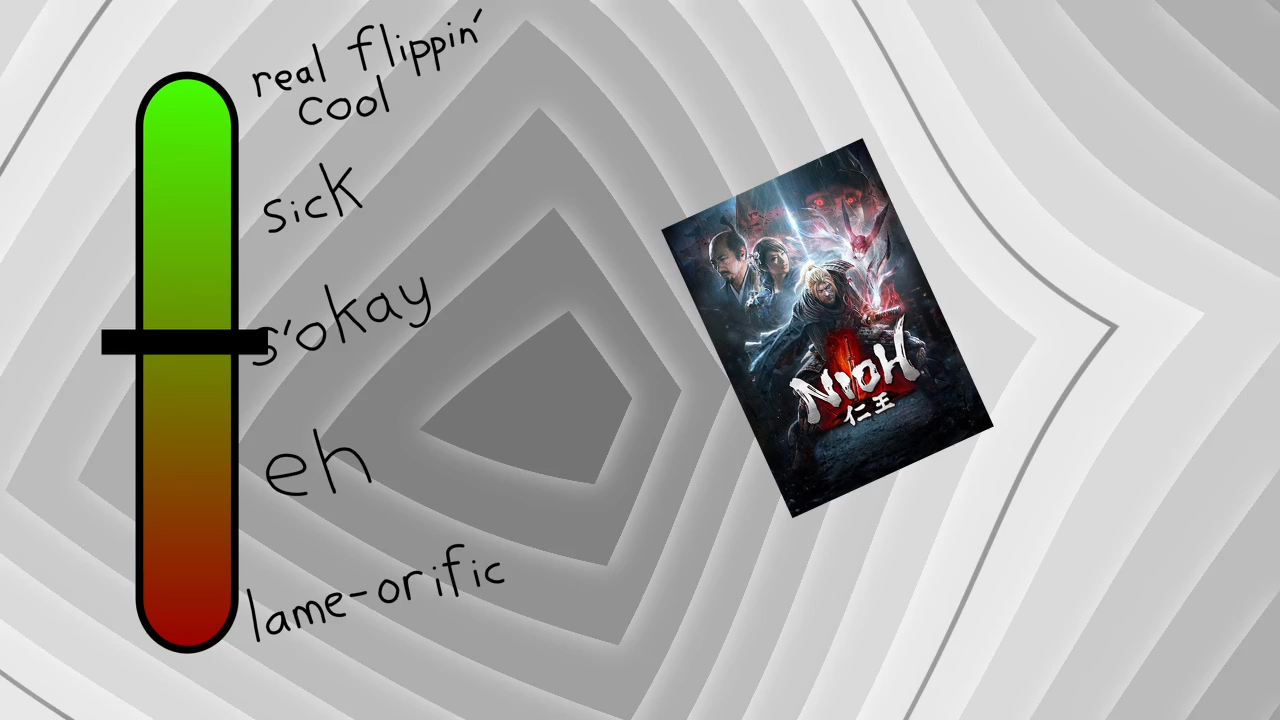 real flippin'
cool
sick
s'okay
eh
lame-orific
NIOH
仁王